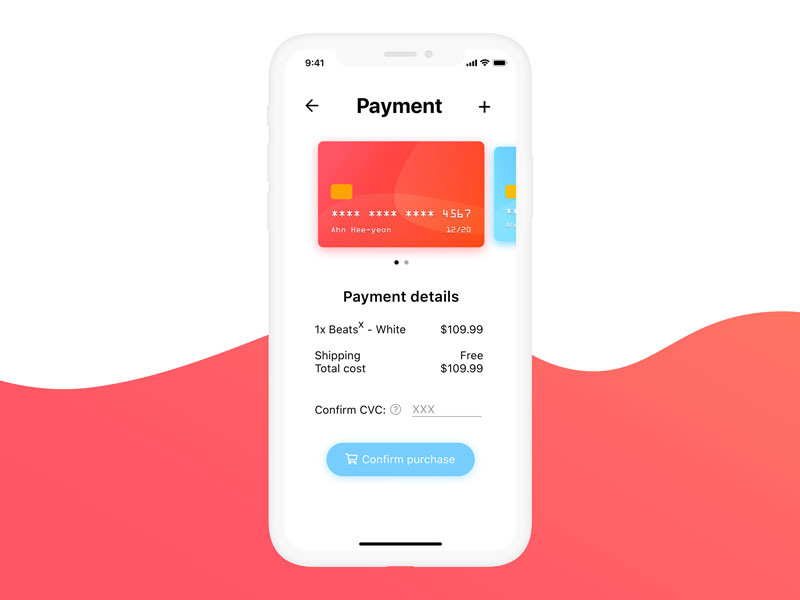 9:41
Payment
**** **** **** 4567
Ahn Hee-yeon 12/20
Payment details
1x Beatsˣ - White $109.99
Shipping Free
Total cost $109.99
Confirm CVC: ? XXX
Confirm purchase